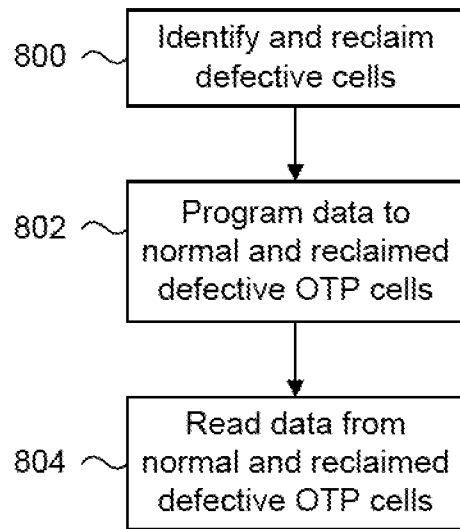 800
Identify and reclaim
defective cells
802
Program data to
normal and reclaimed
defective OTP cells
804
Read data from
normal and reclaimed
defective OTP cells